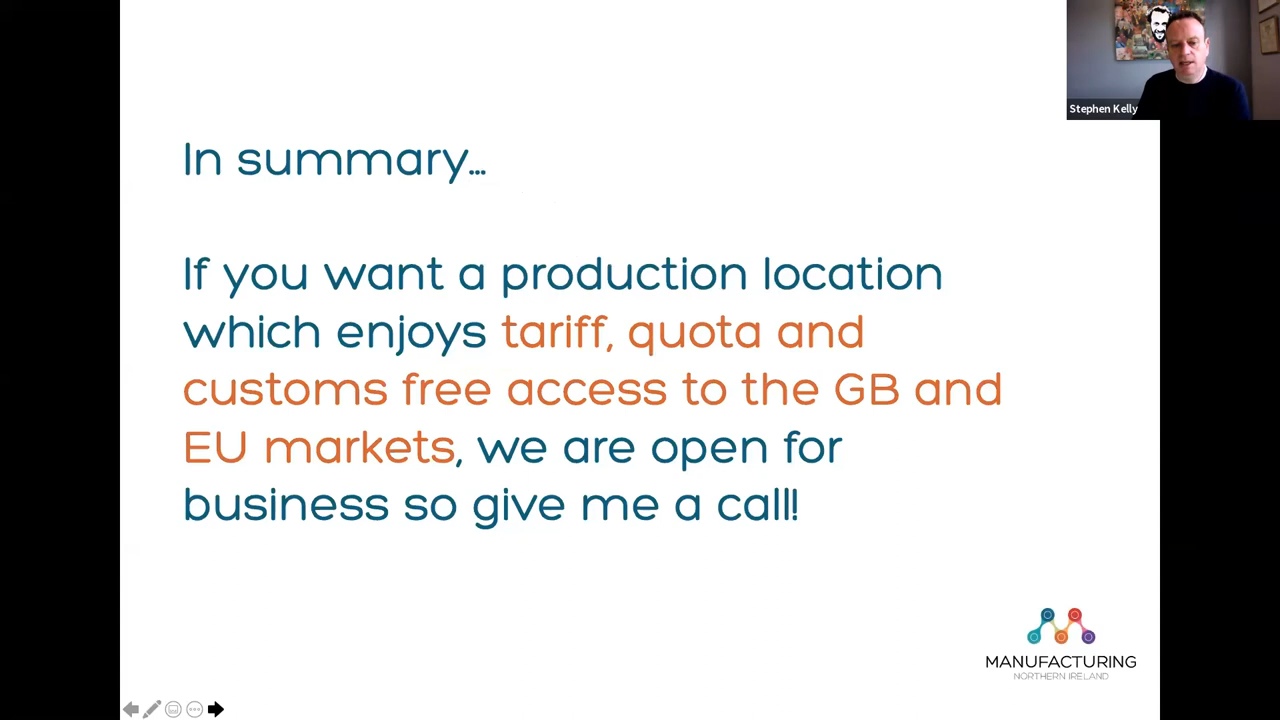 Stephen Kelly
In summary...
If you want a production location
which enjoys tariff, quota and
customs free access to the GB and
EU markets, we are open for
business so give me a call!
MANUFACTURING
NORTHERN IRELAND